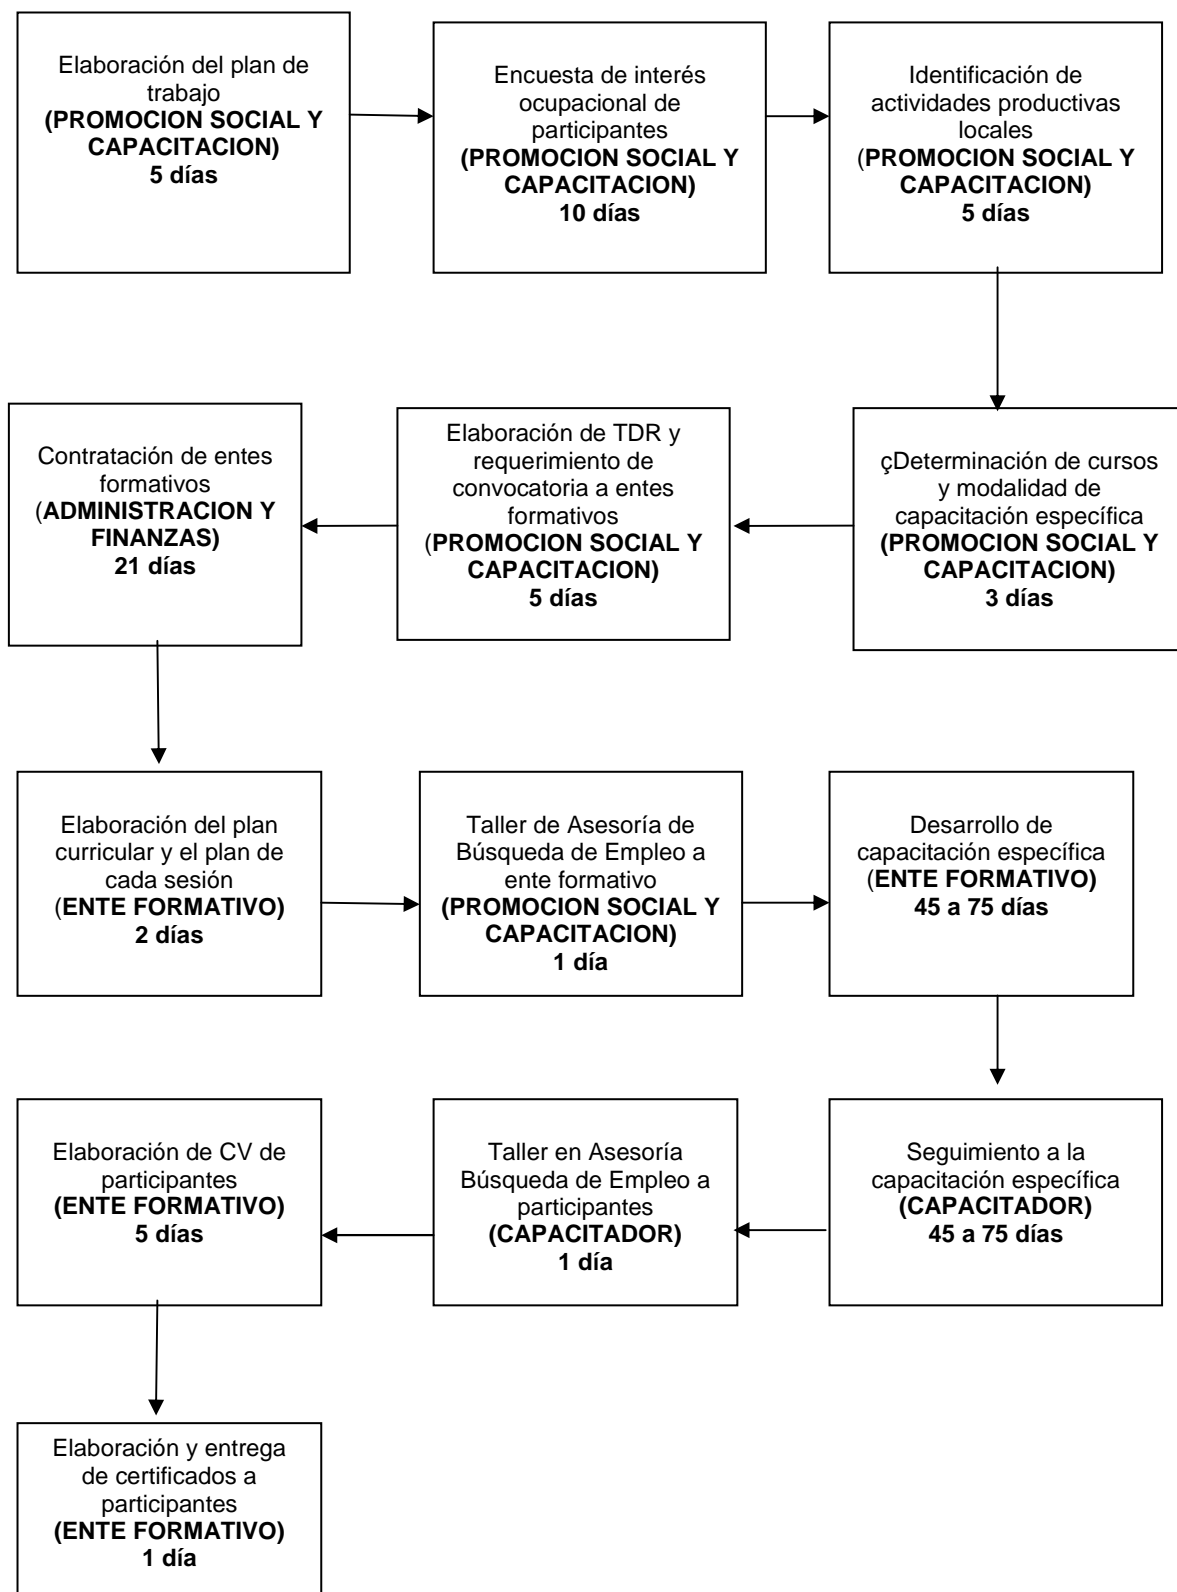 Elaboración del plan de
trabajo
(PROMOCION SOCIAL Y
CAPACITACION)
5 días
Encuesta de interés
ocupacional de
participantes
(PROMOCION SOCIAL Y
CAPACITACION)
10 días
Identificación de
actividades productivas
locales
(PROMOCION SOCIAL Y
CAPACITACION)
5 días
çDeterminación de cursos
y modalidad de
capacitación específica
(PROMOCION SOCIAL Y
CAPACITACION)
3 días
Elaboración de TDR y
requerimiento de
convocatoria a entes
formativos
(PROMOCION SOCIAL Y
CAPACITACION)
5 días
Contratación de entes
formativos
(ADMINISTRACION Y
FINANZAS)
21 días
Elaboración del plan
curricular y el plan de
cada sesión
(ENTE FORMATIVO)
2 días
Taller de Asesoría de
Búsqueda de Empleo a
ente formativo
(PROMOCION SOCIAL Y
CAPACITACION)
1 día
Desarrollo de
capacitación específica
(ENTE FORMATIVO)
45 a 75 días
Seguimiento a la
capacitación específica
(CAPACITADOR)
45 a 75 días
Taller en Asesoría
Búsqueda de Empleo a
participantes
(CAPACITADOR)
1 día
Elaboración de CV de
participantes
(ENTE FORMATIVO)
5 días
Elaboración y entrega
de certificados a
participantes
(ENTE FORMATIVO)
1 día